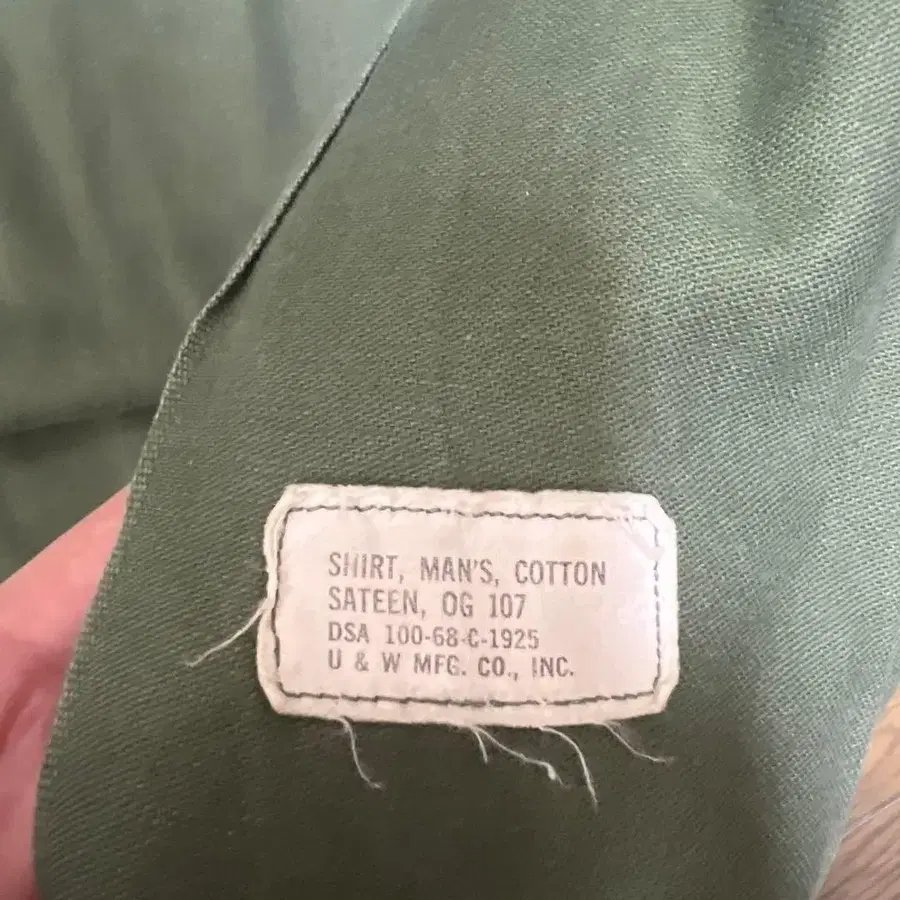 SHIRT, MAN'S, COTTON
SATEEN, OG 107
DSA 100-68-C-1925
U & W MFG. CO., INC.